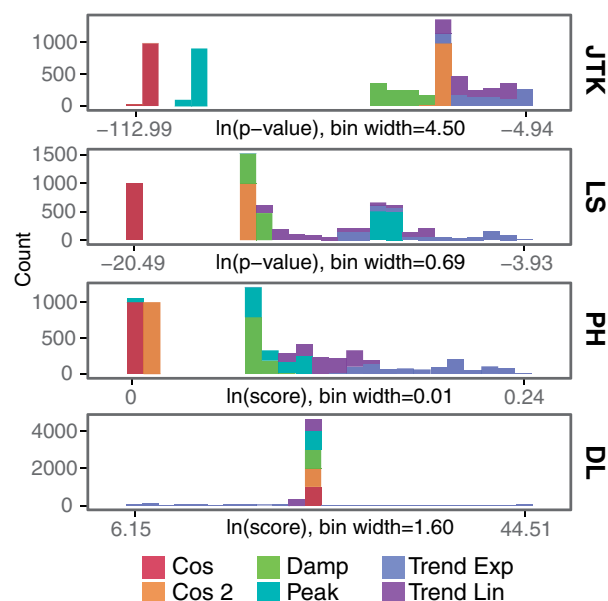 1000
500
0
−112.99 ln(p−value), bin width=4.50 −4.94
JTK
1500
1000
500
0
−20.49 ln(p−value), bin width=0.69 −3.93
LS
Count
1000
500
0
0 ln(score), bin width=0.01 0.24
PH
4000
2000
0
6.15 ln(score), bin width=1.60 44.51
DL
Cos Damp Trend Exp
Cos 2 Peak Trend Lin